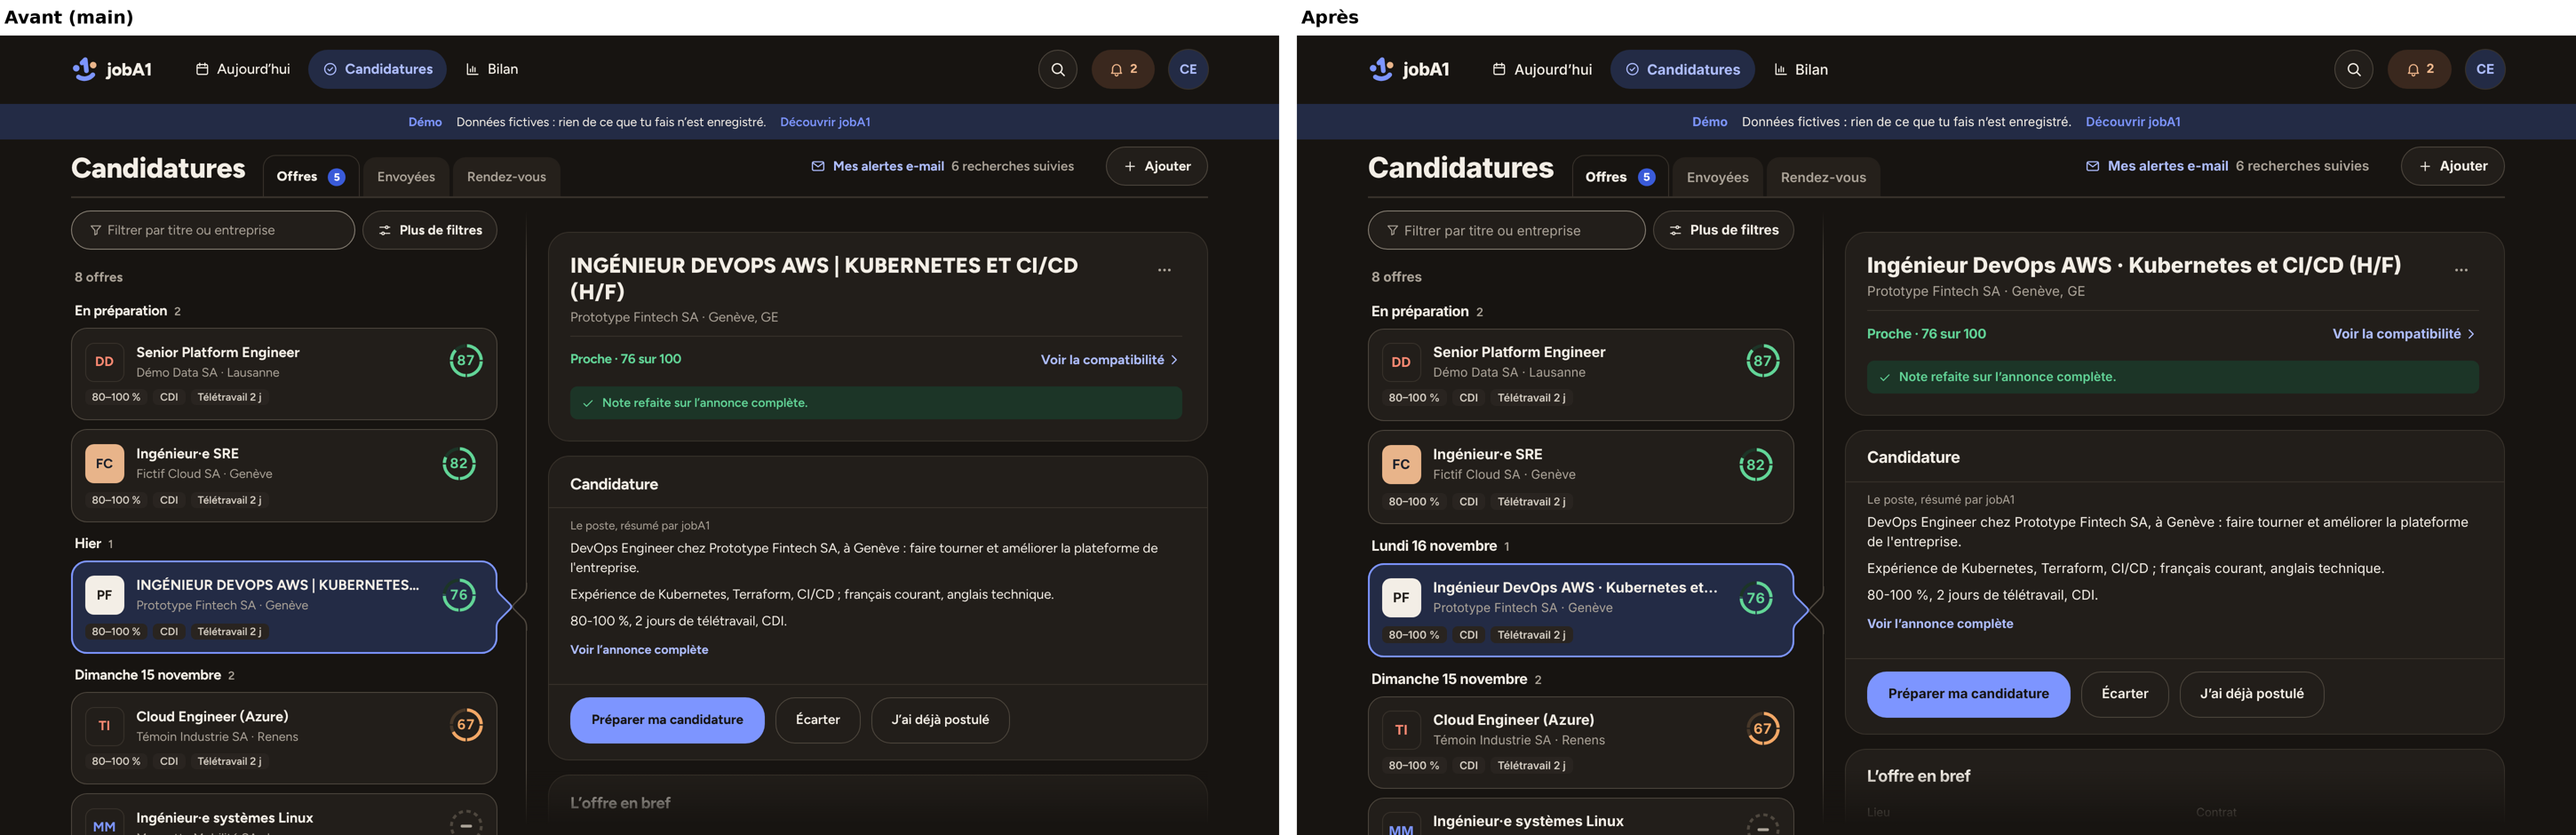 Avant (main)
jobA1
Aujourd'hui
Candidatures
Bilan
2
CE
Démo Données fictives : rien de ce que tu fais n'est enregistré. Découvrir jobA1
Candidatures
Offres 5
Envoyées
Rendez-vous
Mes alertes e-mail 6 recherches suivies
+ Ajouter
Filtrer par titre ou entreprise
Plus de filtres
8 offres
En préparation 2
DD
Senior Platform Engineer
Démo Data SA · Lausanne
87
80–100 % CDI Télétravail 2 j
FC
Ingénieur·e SRE
Fictif Cloud SA · Genève
82
80–100 % CDI Télétravail 2 j
Hier 1
PF
INGÉNIEUR DEVOPS AWS | KUBERNETES...
Prototype Fintech SA · Genève
76
80–100 % CDI Télétravail 2 j
Dimanche 15 novembre 2
TI
Cloud Engineer (Azure)
Témoin Industrie SA · Renens
67
80–100 % CDI Télétravail 2 j
MM
Ingénieur·e systèmes Linux
INGÉNIEUR DEVOPS AWS | KUBERNETES ET CI/CD
(H/F)
...
Prototype Fintech SA · Genève, GE
Proche · 76 sur 100
Voir la compatibilité
Note refaite sur l'annonce complète.
Candidature
Le poste, résumé par jobA1
DevOps Engineer chez Prototype Fintech SA, à Genève : faire tourner et améliorer la plateforme de
l'entreprise.
Expérience de Kubernetes, Terraform, CI/CD ; français courant, anglais technique.
80-100 %, 2 jours de télétravail, CDI.
Voir l'annonce complète
Préparer ma candidature
Écarter
J'ai déjà postulé
L'offre en bref
Après
jobA1
Aujourd'hui
Candidatures
Bilan
2
CE
Démo Données fictives : rien de ce que tu fais n'est enregistré. Découvrir jobA1
Candidatures
Offres 5
Envoyées
Rendez-vous
Mes alertes e-mail 6 recherches suivies
+ Ajouter
Filtrer par titre ou entreprise
Plus de filtres
8 offres
En préparation 2
DD
Senior Platform Engineer
Démo Data SA · Lausanne
87
80–100 % CDI Télétravail 2 j
FC
Ingénieur·e SRE
Fictif Cloud SA · Genève
82
80–100 % CDI Télétravail 2 j
Lundi 16 novembre 1
PF
Ingénieur DevOps AWS · Kubernetes et...
Prototype Fintech SA · Genève
76
80–100 % CDI Télétravail 2 j
Dimanche 15 novembre 2
TI
Cloud Engineer (Azure)
Témoin Industrie SA · Renens
67
80–100 % CDI Télétravail 2 j
MM
Ingénieur·e systèmes Linux
Ingénieur DevOps AWS · Kubernetes et CI/CD (H/F)
...
Prototype Fintech SA · Genève, GE
Proche · 76 sur 100
Voir la compatibilité
Note refaite sur l'annonce complète.
Candidature
Le poste, résumé par jobA1
DevOps Engineer chez Prototype Fintech SA, à Genève : faire tourner et améliorer la plateforme
de l'entreprise.
Expérience de Kubernetes, Terraform, CI/CD ; français courant, anglais technique.
80-100 %, 2 jours de télétravail, CDI.
Voir l'annonce complète
Préparer ma candidature
Écarter
J'ai déjà postulé
L'offre en bref
Lieu
Contrat